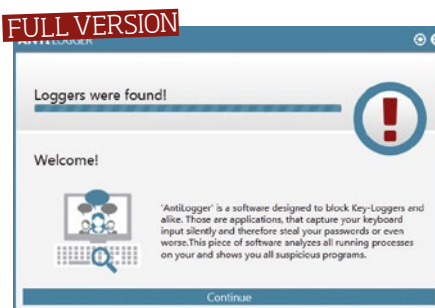 FULL VERSION
ANTILOGGER
Loggers were found!
Welcome!
'AntiLogger' is a software designed to block Key-Loggers and
alike. Those are applications, that capture your keyboard
input silently and therefore steal your passwords or even
worse.This piece of software analyzes all running processes
on your and shows you all suspicious programs.
Continue